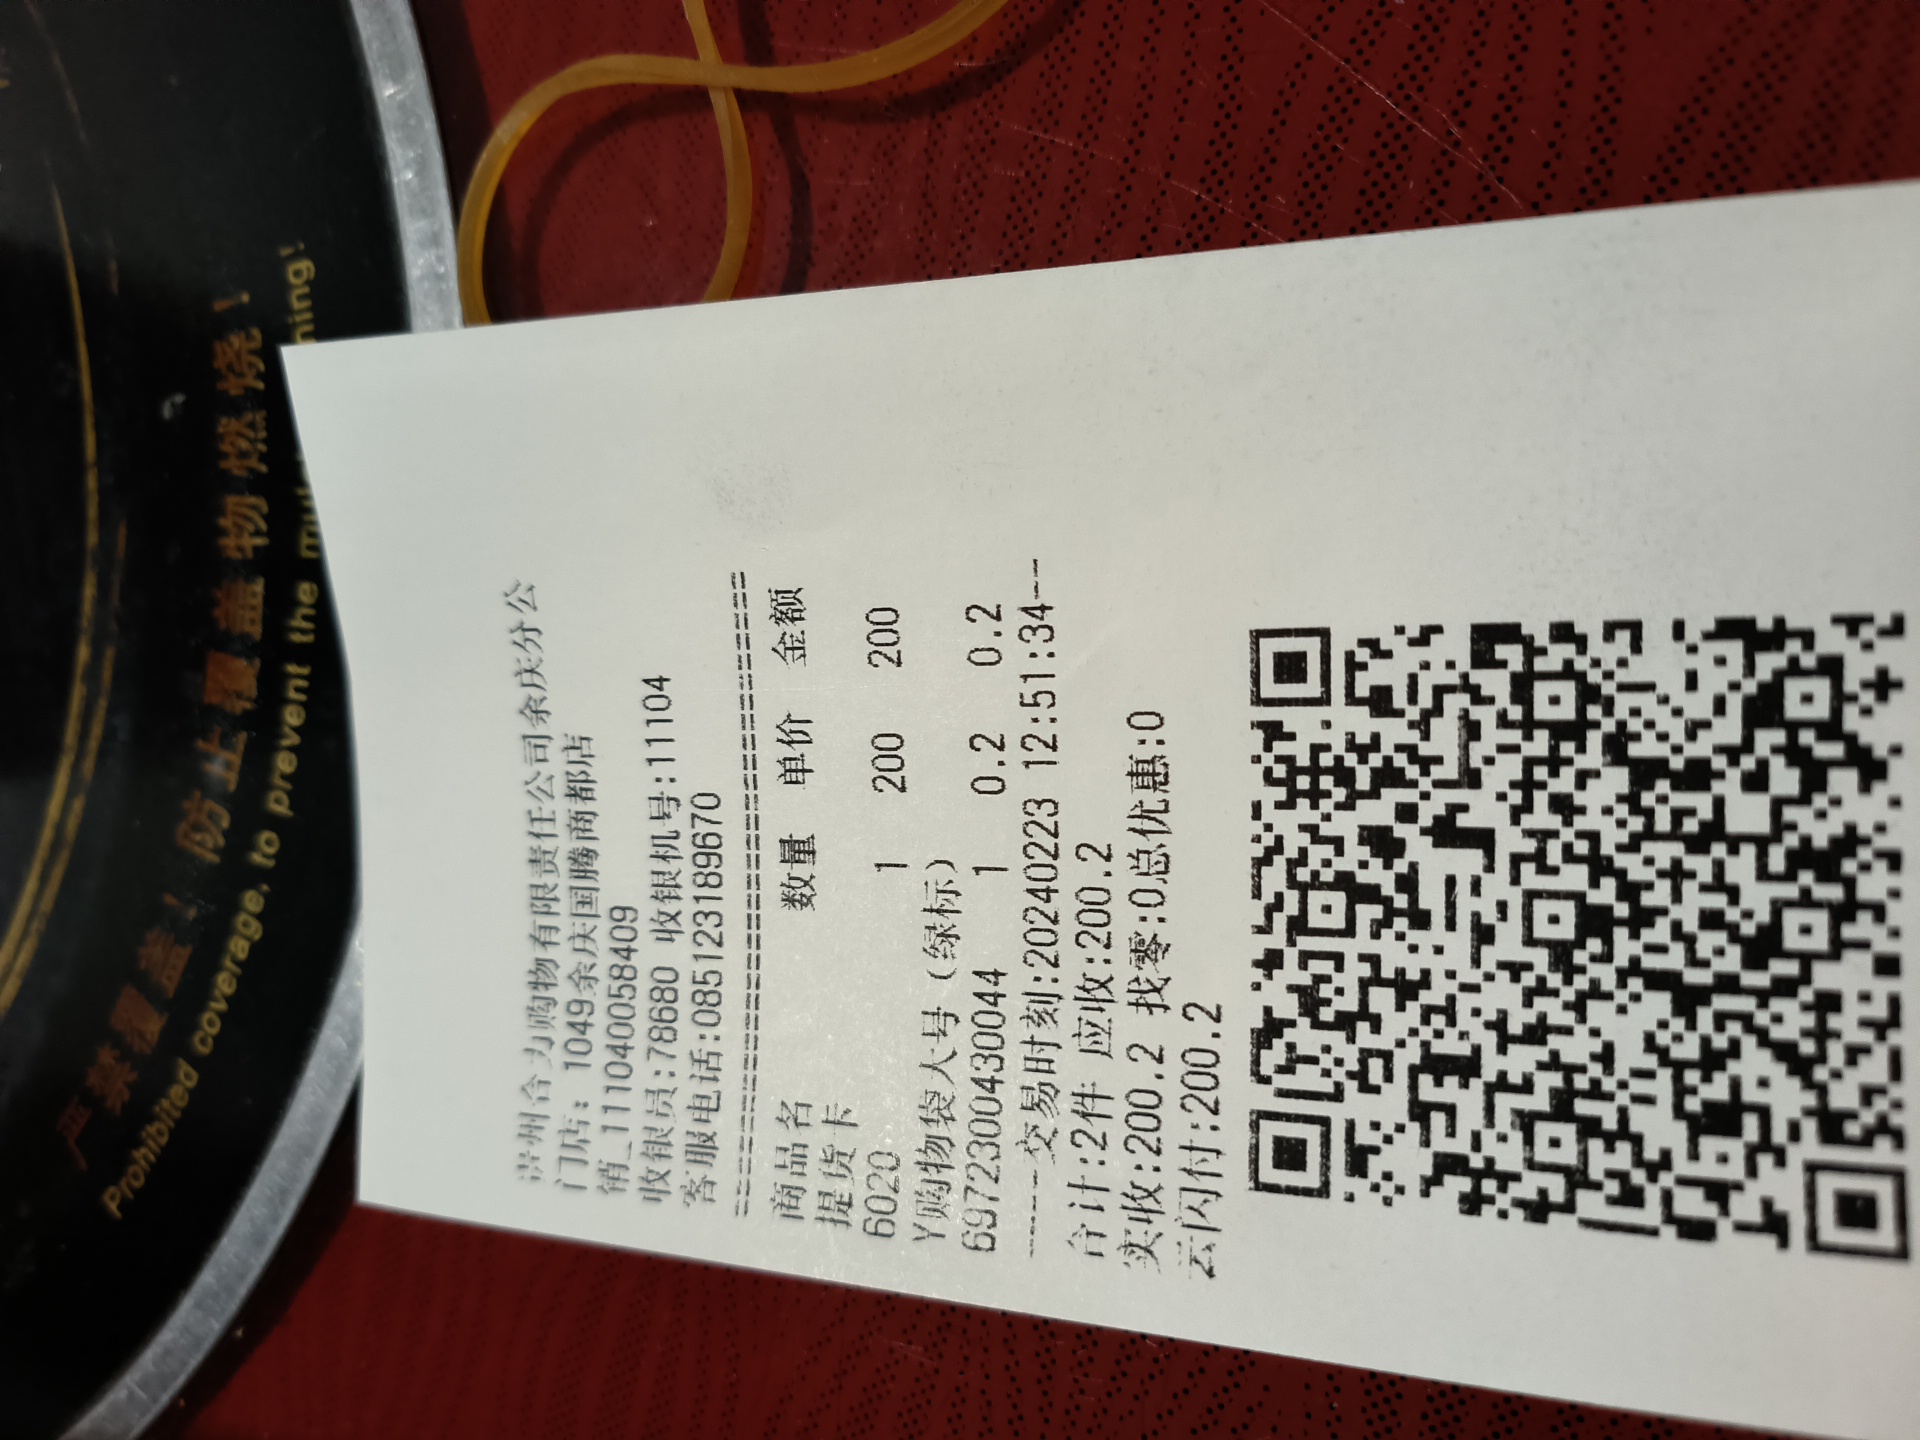 严禁覆盖！防止覆盖物燃烧！
Prohibited coverage, to prevent the
洪州合力购物有限责任公司余庆分公
门店：1049余庆国腾商都店
销_111040058409
收银员:78680 收银机号:11104
客服电话:085123189670
==============================
商品名 数量 单价 金额
提货卡
6020 1 200 200
Y购物袋大号（绿标）
6972300430044 1 0.2 0.2
-----交易时刻:20240223 12:51:34--
合计:2件 应收:200.2
实收:200.2 找零:0总优惠:0
云闪付:200.2